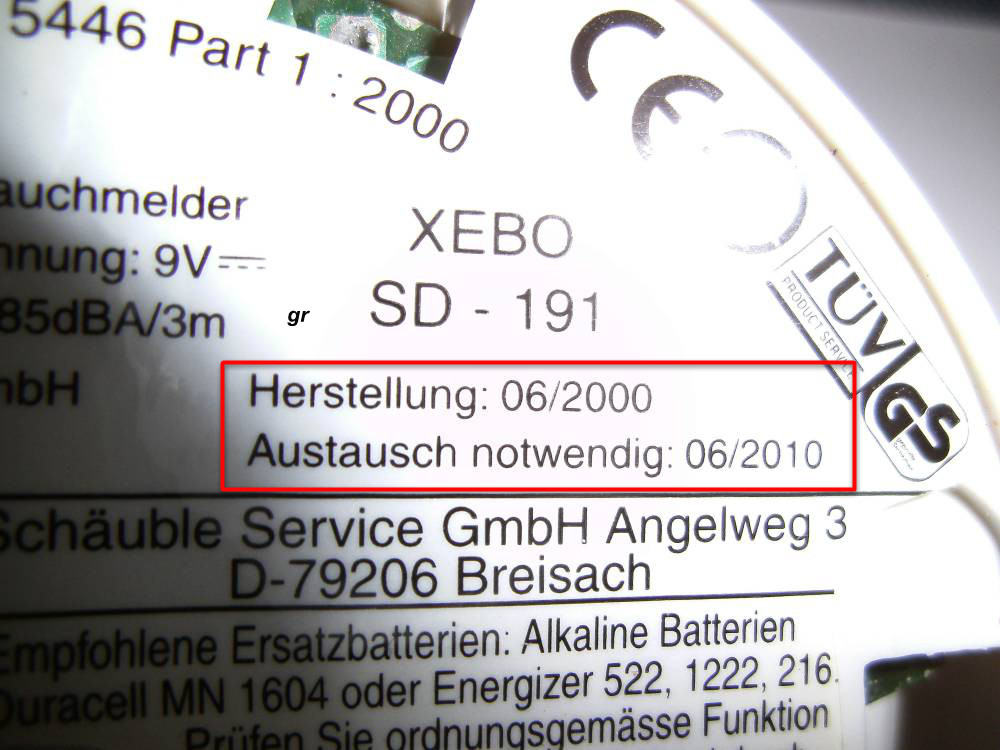 5446 Part 1 : 2000
CE
auchmelder
XEBO
nnung: 9V
85dBA/3m
gr
SD - 191
TÜV
PRODUCT SERVICE
GS
mbH
Herstellung: 06/2000
Austausch notwendig: 06/2010
Schäuble Service GmbH Angelweg 3
D-79206 Breisach
Empfohlene Ersatzbatterien: Alkaline Batterien
Duracell MN 1604 oder Energizer 522, 1222, 216.
Prüfen Sie ordnungsgemässe Funktion